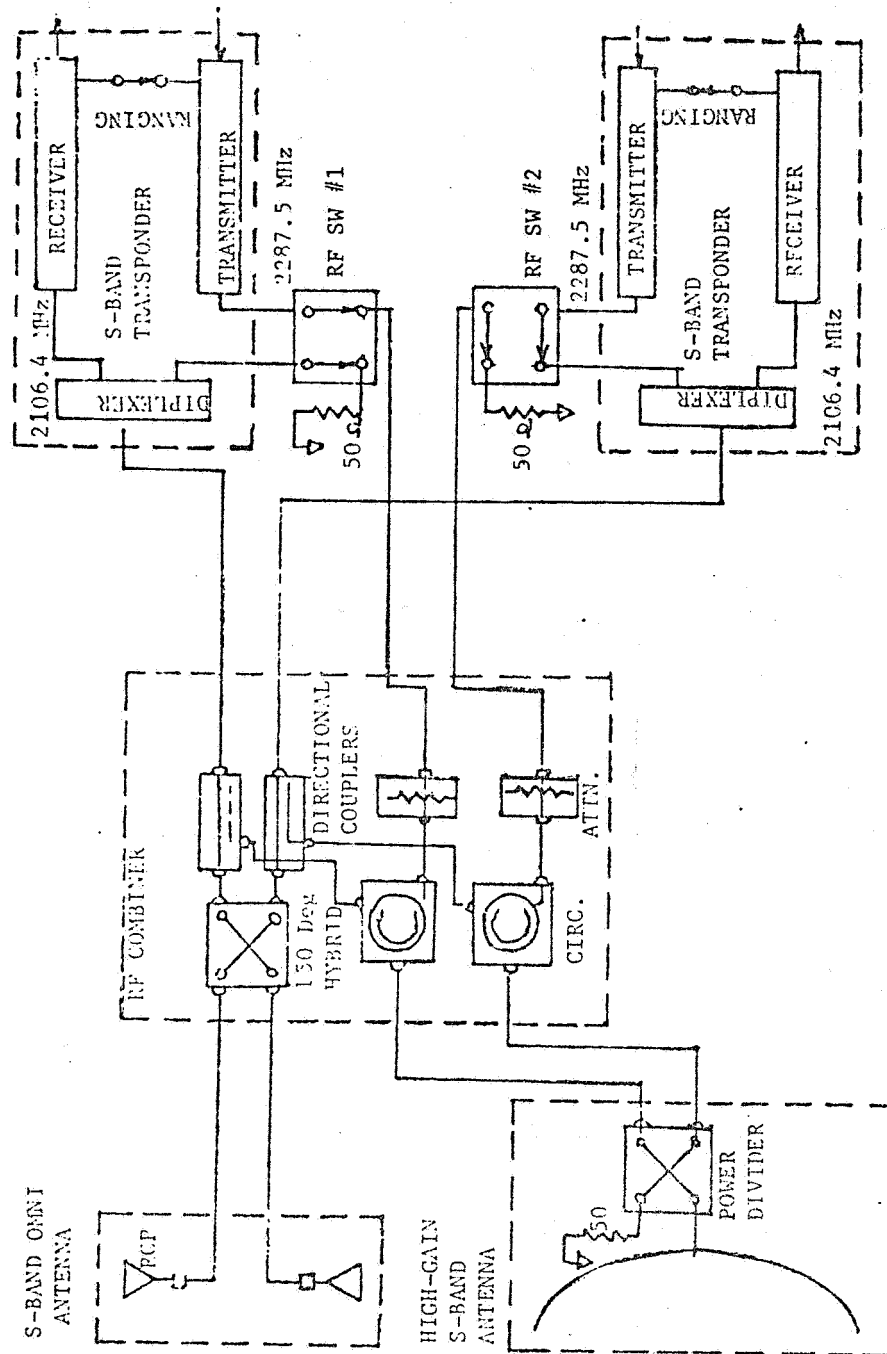 S-BAND OMNI
ANTENNA
RCP
HIGH-GAIN
S-BAND
ANTENNA
50
POWER
DIVIDER
RF COMBINER
HYBRID
DIRECTIONAL
COUPLERS
CIRC.
ATTN.
2106.4 MHz
DIPLEXER
RECEIVER
S-BAND
TRANSPONDER
RANGING
TRANSMITTER
2287.5 MHz
RF SW #1
50 Ω
RF SW #2
50 Ω
2287.5 MHz
TRANSMITTER
RANGING
S-BAND
TRANSPONDER
DIPLEXER
RECEIVER
2106.4 MHz